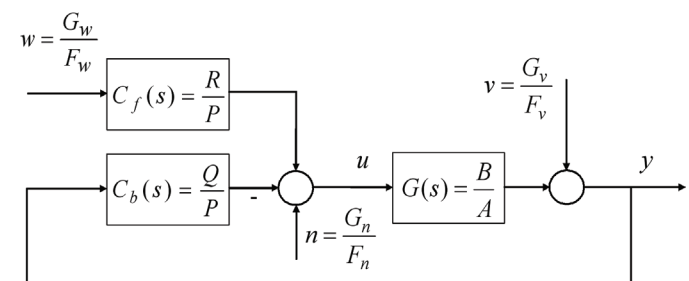 w = G_w / F_w
C_f(s) = R / P
v = G_v / F_v
C_b(s) = Q / P
-
u
G(s) = B / A
y
n = G_n / F_n